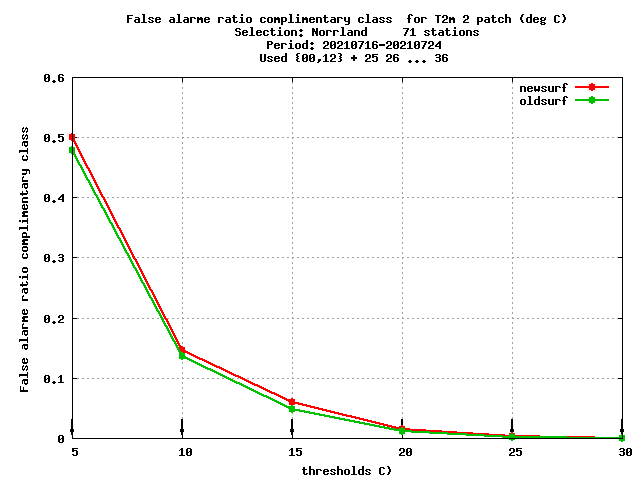 False alarme ratio complimentary class  for T2m 2 patch (deg C)
Selection: Norrland     71 stations
Period: 20210716-20210724
Used {00,12} + 25 26 ... 36
newsurf
oldsurf
False alarme ratio complimentary class
0.6
0.5
0.4
0.3
0.2
0.1
0
5 10 15 20 25 30
thresholds C)